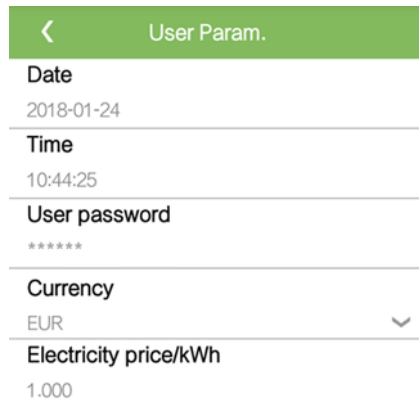 User Param.
Date
2018-01-24
Time
10:44:25
User password
******
Currency
EUR
Electricity price/kWh
1.000